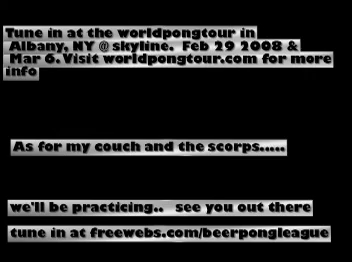 Tune in at the worldpongtour in
Albany, NY @ skyline. Feb 29 2008 &
Mar 6. Visit worldpongtour.com for more
info
As for my couch and the scorps.....
we'll be practicing.. see you out there
tune in at freewebs.com/beerpongleague